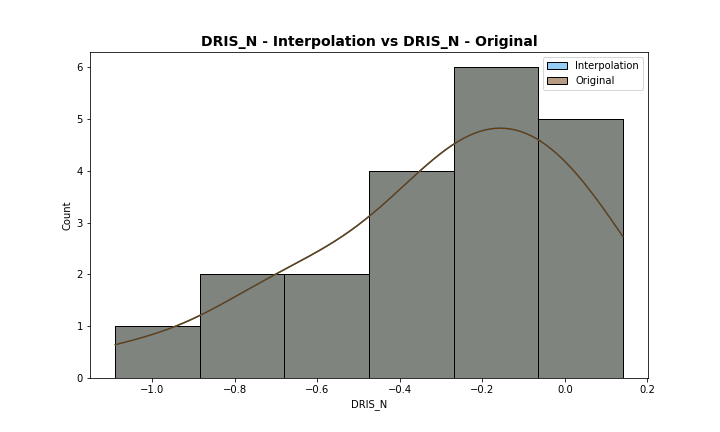 DRIS_N - Interpolation vs DRIS_N - Original
Interpolation
Original
6
5
4
3
2
1
0
Count
−1.0 −0.8 −0.6 −0.4 −0.2 0.0 0.2
DRIS_N